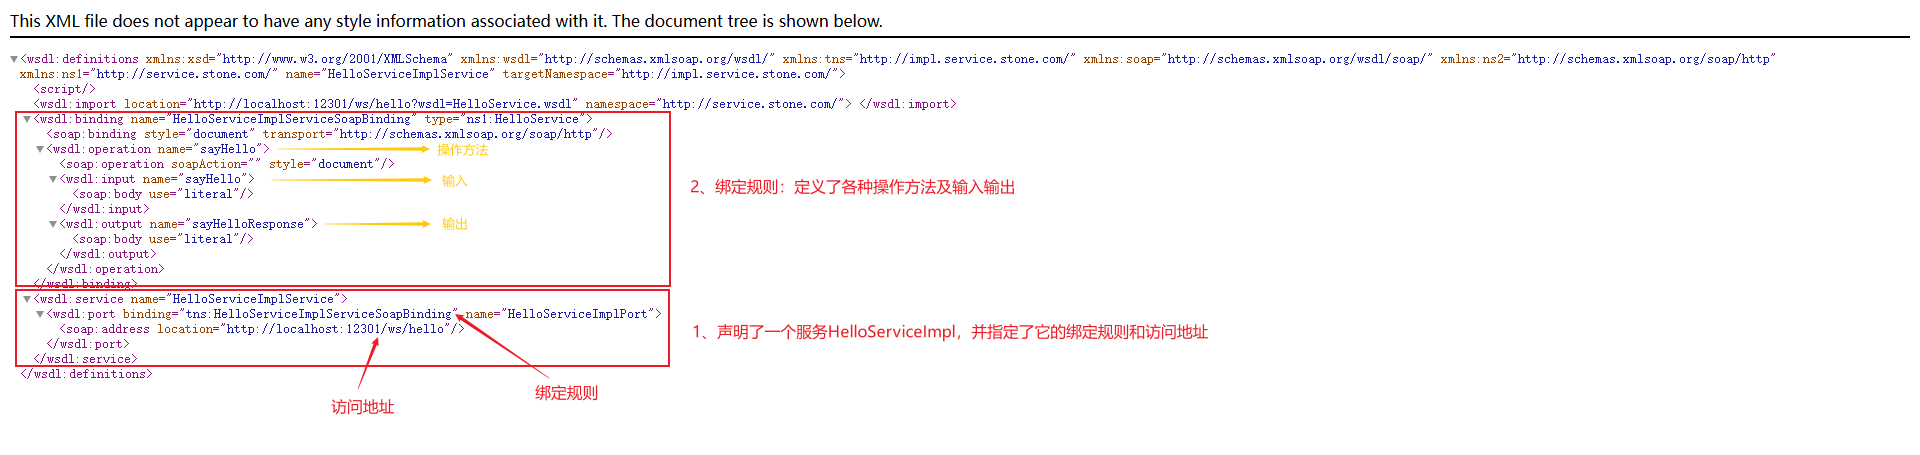 This XML file does not appear to have any style information associated with it. The document tree is shown below.
▼<wsdl:definitions xmlns:xsd="http://www.w3.org/2001/XMLSchema" xmlns:wsdl="http://schemas.xmlsoap.org/wsdl/" xmlns:tns="http://impl.service.stone.com/" xmlns:soap="http://schemas.xmlsoap.org/wsdl/soap/" xmlns:ns2="http://schemas.xmlsoap.org/soap/http"
xmlns:ns1="http://service.stone.com/" name="HelloServiceImplService" targetNamespace="http://impl.service.stone.com/">
<script/>
<wsdl:import location="http://localhost:12301/ws/hello?wsdl=HelloService.wsdl" namespace="http://service.stone.com/"> </wsdl:import>
▼<wsdl:binding name="HelloServiceImplServiceSoapBinding" type="ns1:HelloService">
<soap:binding style="document" transport="http://schemas.xmlsoap.org/soap/http"/>
▼<wsdl:operation name="sayHello"> 操作方法
<soap:operation soapAction="" style="document"/>
▼<wsdl:input name="sayHello"> 输入
<soap:body use="literal"/>
2、绑定规则：定义了各种操作方法及输入输出
</wsdl:input>
▼<wsdl:output name="sayHelloResponse"> 输出
<soap:body use="literal"/>
</wsdl:output>
</wsdl:operation>
</wsdl:binding>
▼<wsdl:service name="HelloServiceImplService">
▼<wsdl:port binding="tns:HelloServiceImplServiceSoapBinding" name="HelloServiceImplPort">
<soap:address location="http://localhost:12301/ws/hello"/>
1、声明了一个服务HelloServiceImpl，并指定了它的绑定规则和访问地址
</wsdl:port>
</wsdl:service>
</wsdl:definitions>
绑定规则
访问地址